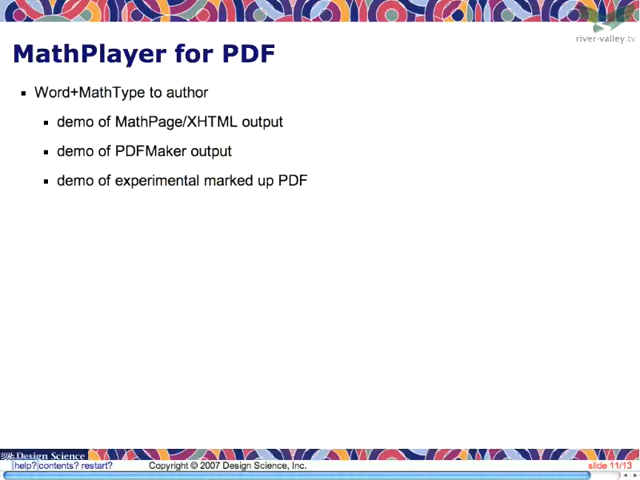 river-valley.tv
MathPlayer for PDF
Word+MathType to author
demo of MathPage/XHTML output
demo of PDFMaker output
demo of experimental marked up PDF
Design Science
help?|contents? restart? Copyright © 2007 Design Science, Inc. slide 11/13